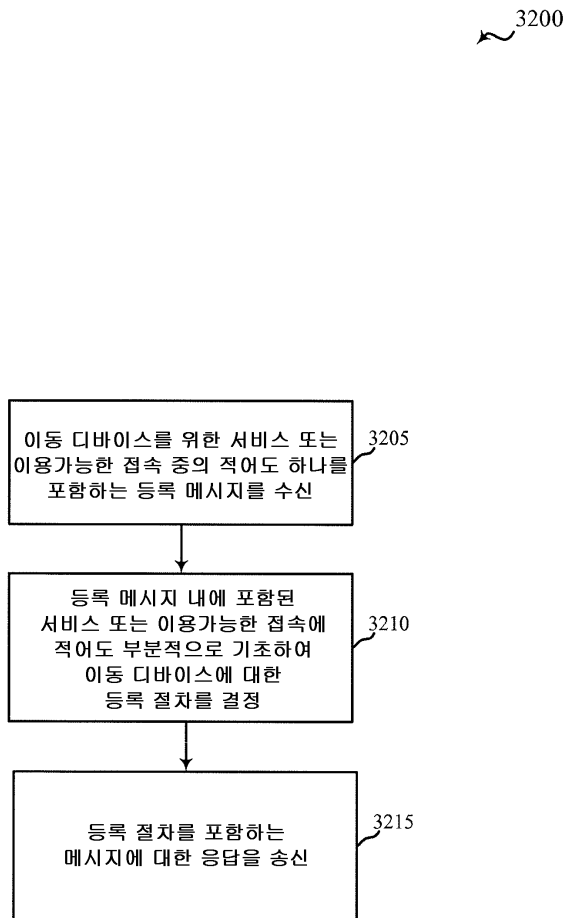 3200
이동 디바이스를 위한 서비스 또는
이용가능한 접속 중의 적어도 하나를
포함하는 등록 메시지를 수신
3205
등록 메시지 내에 포함된
서비스 또는 이용가능한 접속에
적어도 부분적으로 기초하여
이동 디바이스에 대한
등록 절차를 결정
3210
등록 절차를 포함하는
메시지에 대한 응답을 송신
3215